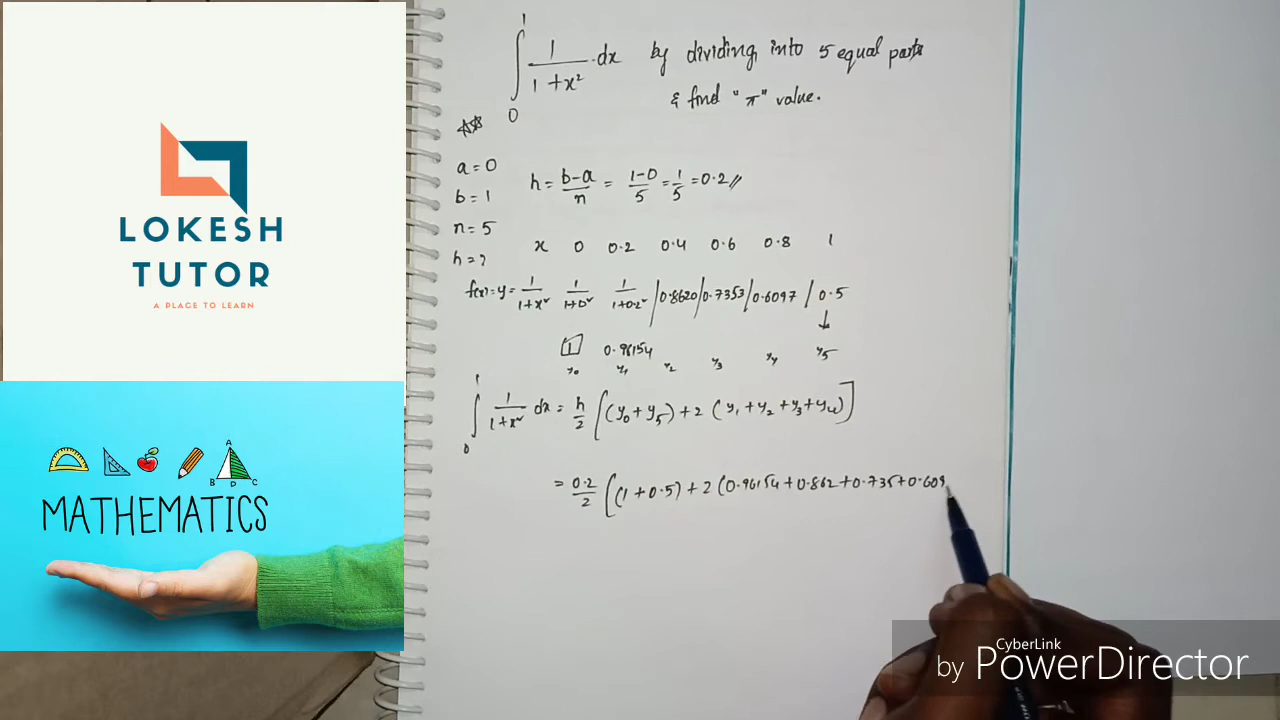 LOKESH
TUTOR
A PLACE TO LEARN
A
B D C
MATHEMATICS
∫₀¹ 1/(1+x²) · dx by dividing into 5 equal parts
& find "π" value.
a = 0
b = 1
n = 5
h = ?
h = (b-a)/n = (1-0)/5 = 1/5 = 0.2//
x 0 0.2 0.4 0.6 0.8 1
f(x) = y = 1/(1+x²) 1/(1+0²) 1/(1+0.2²) / 0.8620 / 0.7353 / 0.6097 / 0.5
1 0.96154
y₀ y₁ y₂ y₃ y₄ y₅
∫₀¹ 1/(1+x²) dx = h/2 [(y₀ + y₅) + 2 (y₁ + y₂ + y₃ + y₄)]
= 0.2/2 [(1 + 0.5) + 2 (0.96154 + 0.862 + 0.735 + 0.609
CyberLink
by PowerDirector